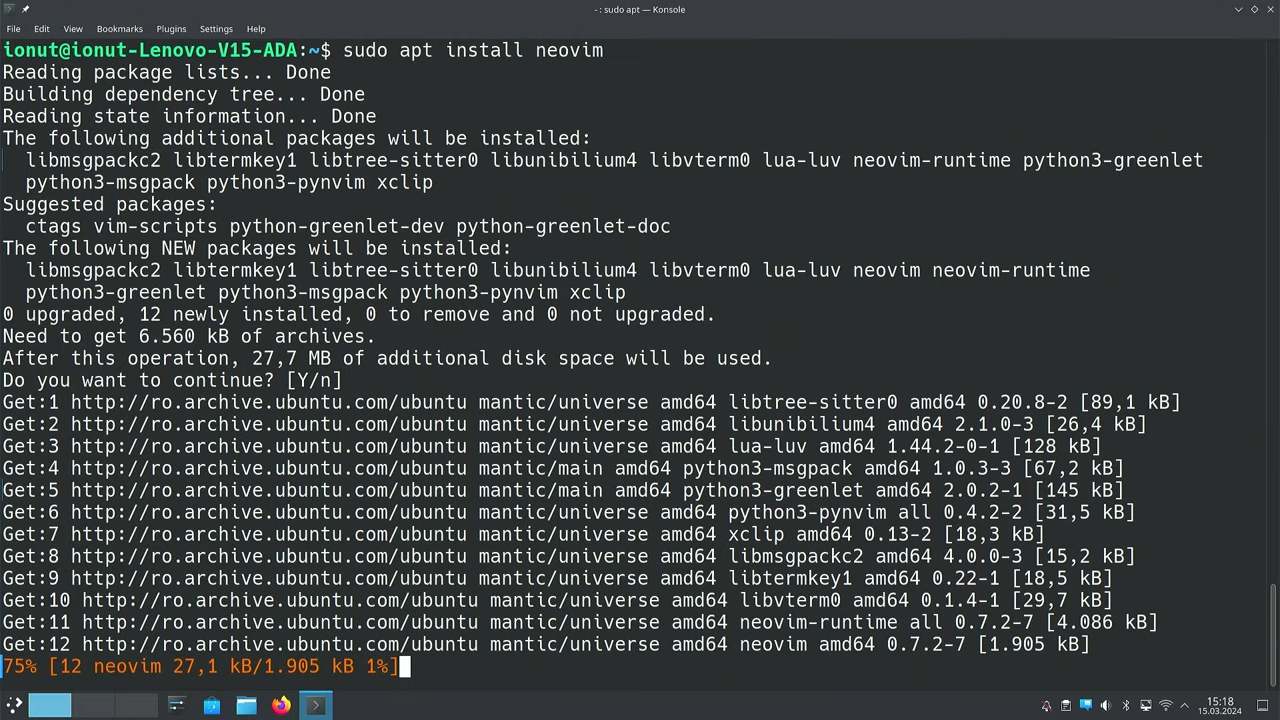 - : sudo apt — Konsole
File Edit View Bookmarks Plugins Settings Help
ionut@ionut-Lenovo-V15-ADA:~$ sudo apt install neovim
Reading package lists... Done
Building dependency tree... Done
Reading state information... Done
The following additional packages will be installed:
libmsgpackc2 libtermkey1 libtree-sitter0 libunibilium4 libvterm0 lua-luv neovim-runtime python3-greenlet
python3-msgpack python3-pynvim xclip
Suggested packages:
ctags vim-scripts python-greenlet-dev python-greenlet-doc
The following NEW packages will be installed:
libmsgpackc2 libtermkey1 libtree-sitter0 libunibilium4 libvterm0 lua-luv neovim neovim-runtime
python3-greenlet python3-msgpack python3-pynvim xclip
0 upgraded, 12 newly installed, 0 to remove and 0 not upgraded.
Need to get 6.560 kB of archives.
After this operation, 27,7 MB of additional disk space will be used.
Do you want to continue? [Y/n]
Get:1 http://ro.archive.ubuntu.com/ubuntu mantic/universe amd64 libtree-sitter0 amd64 0.20.8-2 [89,1 kB]
Get:2 http://ro.archive.ubuntu.com/ubuntu mantic/universe amd64 libunibilium4 amd64 2.1.0-3 [26,4 kB]
Get:3 http://ro.archive.ubuntu.com/ubuntu mantic/universe amd64 lua-luv amd64 1.44.2-0-1 [128 kB]
Get:4 http://ro.archive.ubuntu.com/ubuntu mantic/main amd64 python3-msgpack amd64 1.0.3-3 [67,2 kB]
Get:5 http://ro.archive.ubuntu.com/ubuntu mantic/main amd64 python3-greenlet amd64 2.0.2-1 [145 kB]
Get:6 http://ro.archive.ubuntu.com/ubuntu mantic/universe amd64 python3-pynvim all 0.4.2-2 [31,5 kB]
Get:7 http://ro.archive.ubuntu.com/ubuntu mantic/universe amd64 xclip amd64 0.13-2 [18,3 kB]
Get:8 http://ro.archive.ubuntu.com/ubuntu mantic/universe amd64 libmsgpackc2 amd64 4.0.0-3 [15,2 kB]
Get:9 http://ro.archive.ubuntu.com/ubuntu mantic/universe amd64 libtermkey1 amd64 0.22-1 [18,5 kB]
Get:10 http://ro.archive.ubuntu.com/ubuntu mantic/universe amd64 libvterm0 amd64 0.1.4-1 [29,7 kB]
Get:11 http://ro.archive.ubuntu.com/ubuntu mantic/universe amd64 neovim-runtime all 0.7.2-7 [4.086 kB]
Get:12 http://ro.archive.ubuntu.com/ubuntu mantic/universe amd64 neovim amd64 0.7.2-7 [1.905 kB]
75% [12 neovim 27,1 kB/1.905 kB 1%]
15:18
15.03.2024